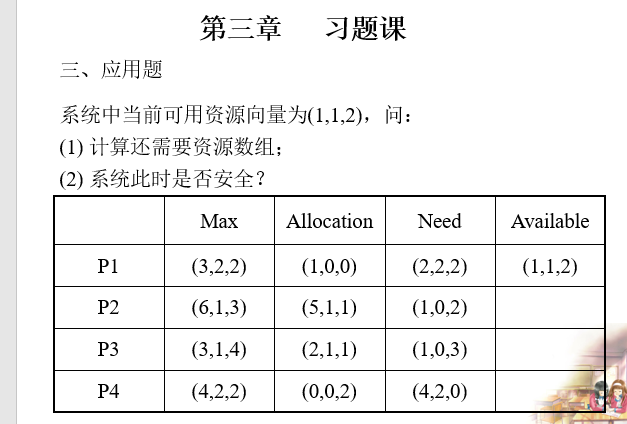 第三章 习题课
三、应用题
系统中当前可用资源向量为(1,1,2)，问：
(1) 计算还需要资源数组；
(2) 系统此时是否安全？
Max Allocation Need Available
P1 (3,2,2) (1,0,0) (2,2,2) (1,1,2)
P2 (6,1,3) (5,1,1) (1,0,2)
P3 (3,1,4) (2,1,1) (1,0,3)
P4 (4,2,2) (0,0,2) (4,2,0)